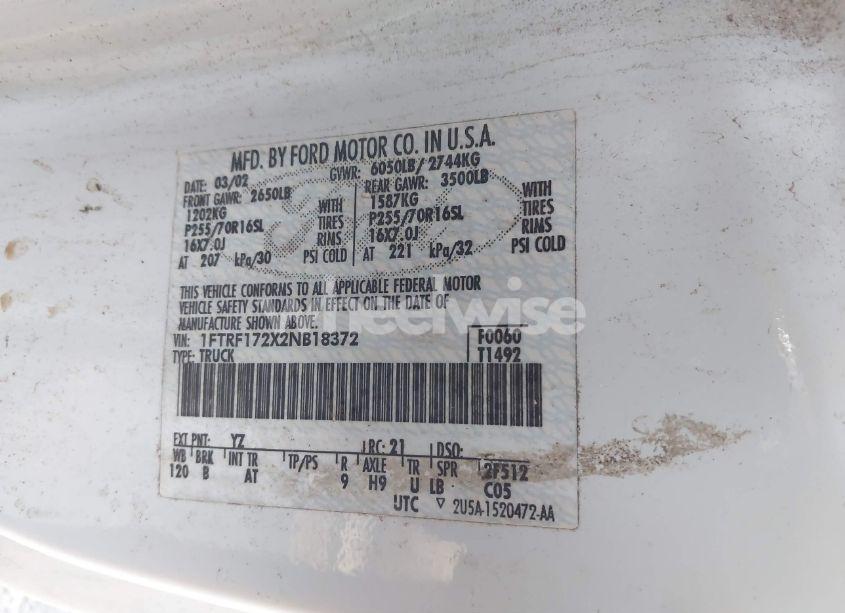 MFD. BY FORD MOTOR CO. IN U.S.A.
DATE: 03/02 GVWR: 6050LB/ 2744KG
FRONT GAWR: 2650LB REAR GAWR: 3500LB
1202KG WITH 1587KG WITH
P255/70R16SL TIRES P255/70R16SL TIRES
16X7.0J RIMS 16X7.0J RIMS
AT 207 kPa/30 PSI COLD AT 221 kPa/32 PSI COLD
THIS VEHICLE CONFORMS TO ALL APPLICABLE FEDERAL MOTOR
VEHICLE SAFETY STANDARDS IN EFFECT ON THE DATE OF
MANUFACTURE SHOWN ABOVE.
VIN: 1FTRF172X2NB18372 F0060
TYPE: TRUCK T1492
EXT PNT: YZ RC: 21 DSO:
WB BRK INT TR TP/PS R AXLE TR SPR 2F512
120 B AT 9 H9 U LB C05
UTC 2U5A-1520472-AA